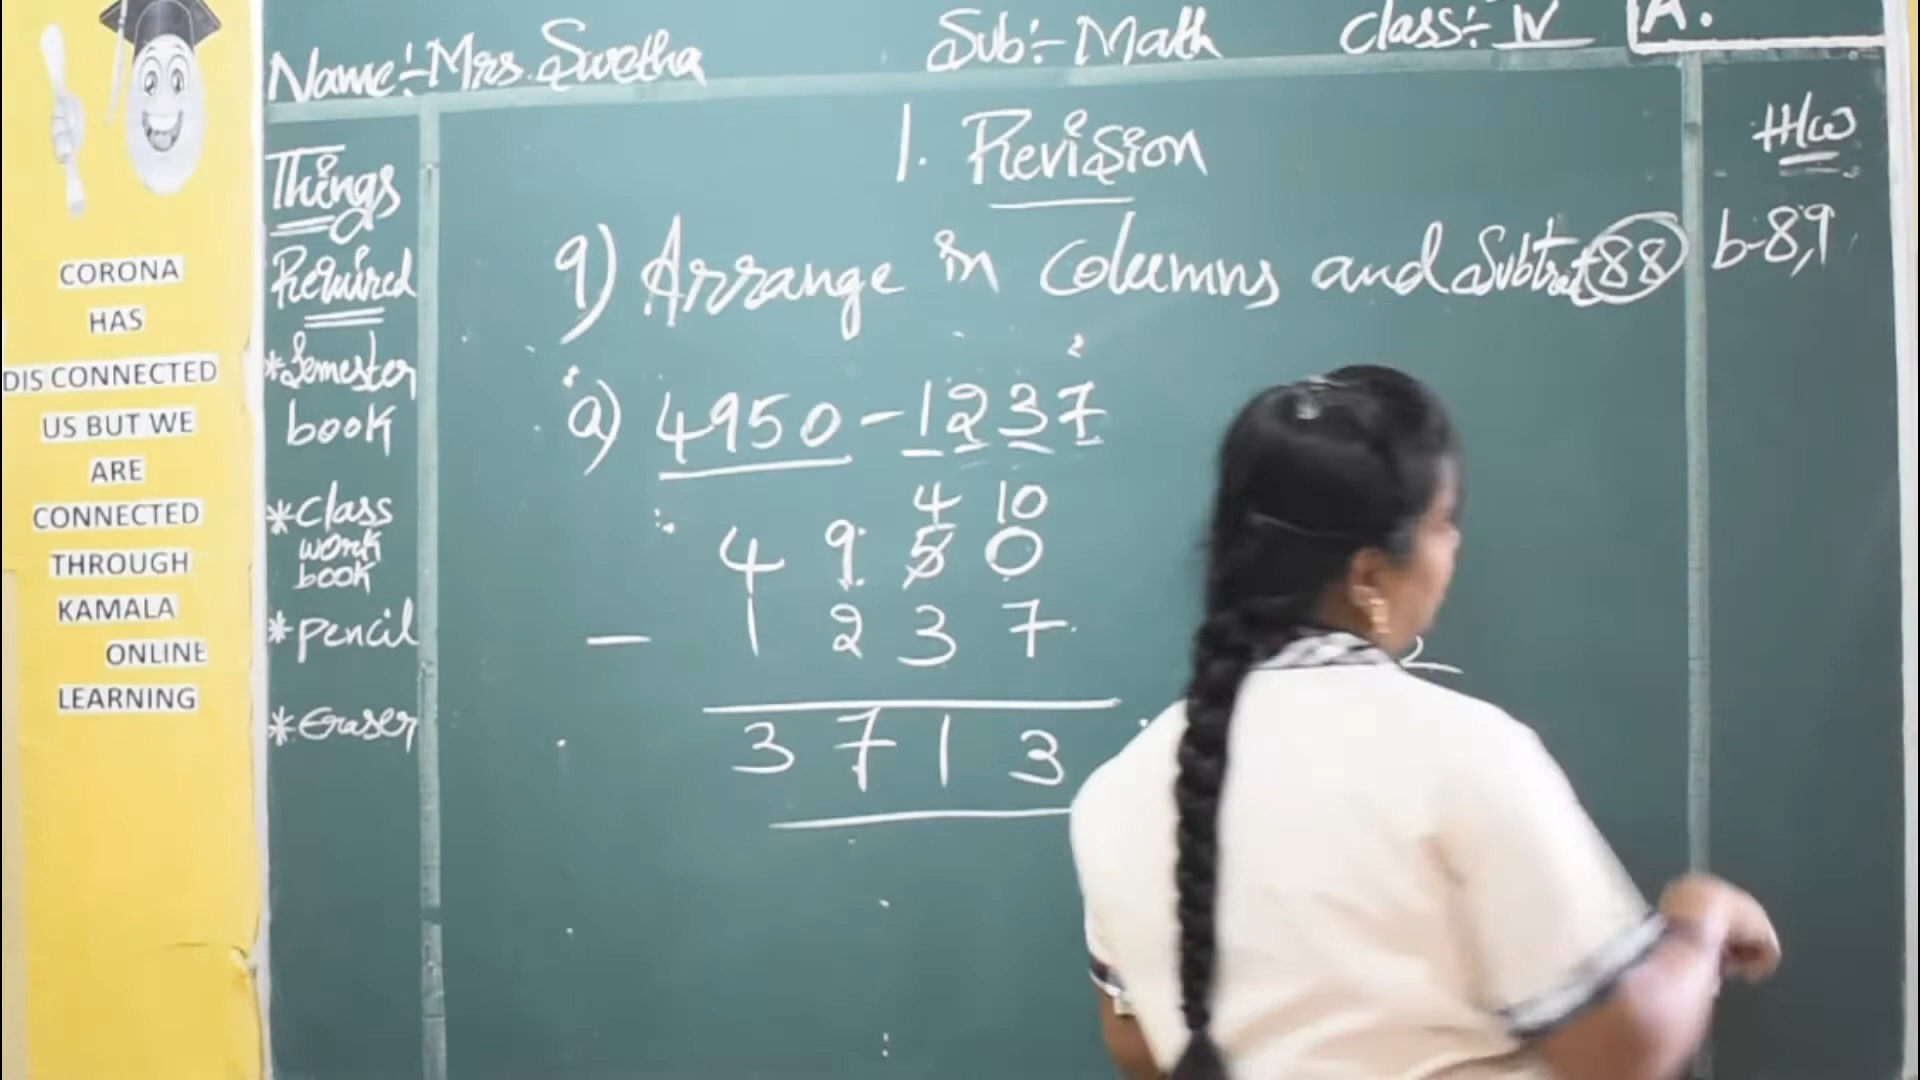 Name:- Mrs. Swetha
Sub:- Math
Class:- IV
A.
CORONA
HAS
DIS CONNECTED
US BUT WE
ARE
CONNECTED
THROUGH
KAMALA
ONLINE
LEARNING
Things
Required
* Semester
book
* Class
work
book
* pencil
* Eraser
1. Revision
9) Arrange in Columns and Subtract 88
a) 4950 - 1237
4 10
4 9 5 0
- 1 2 3 7
3 7 1 3
2
H/w
b-8,9